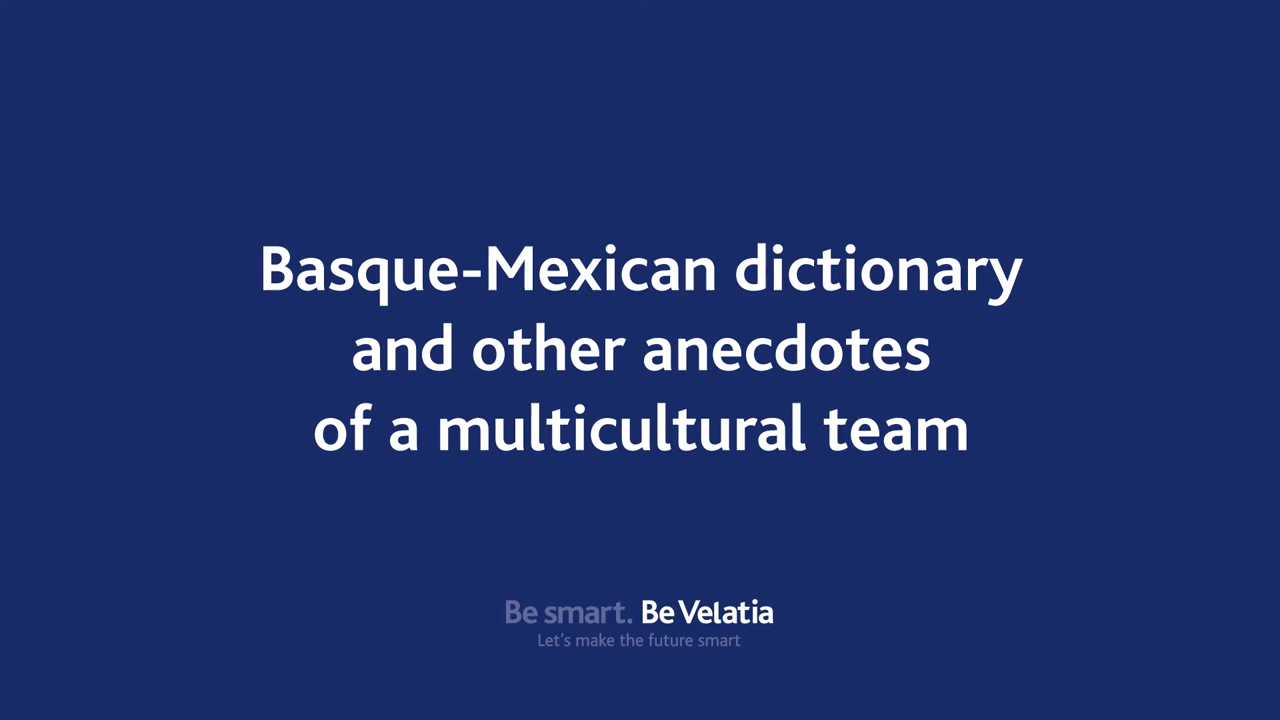 Basque-Mexican dictionary
and other anecdotes
of a multicultural team
Be smart. Be Velatia
Let's make the future smart